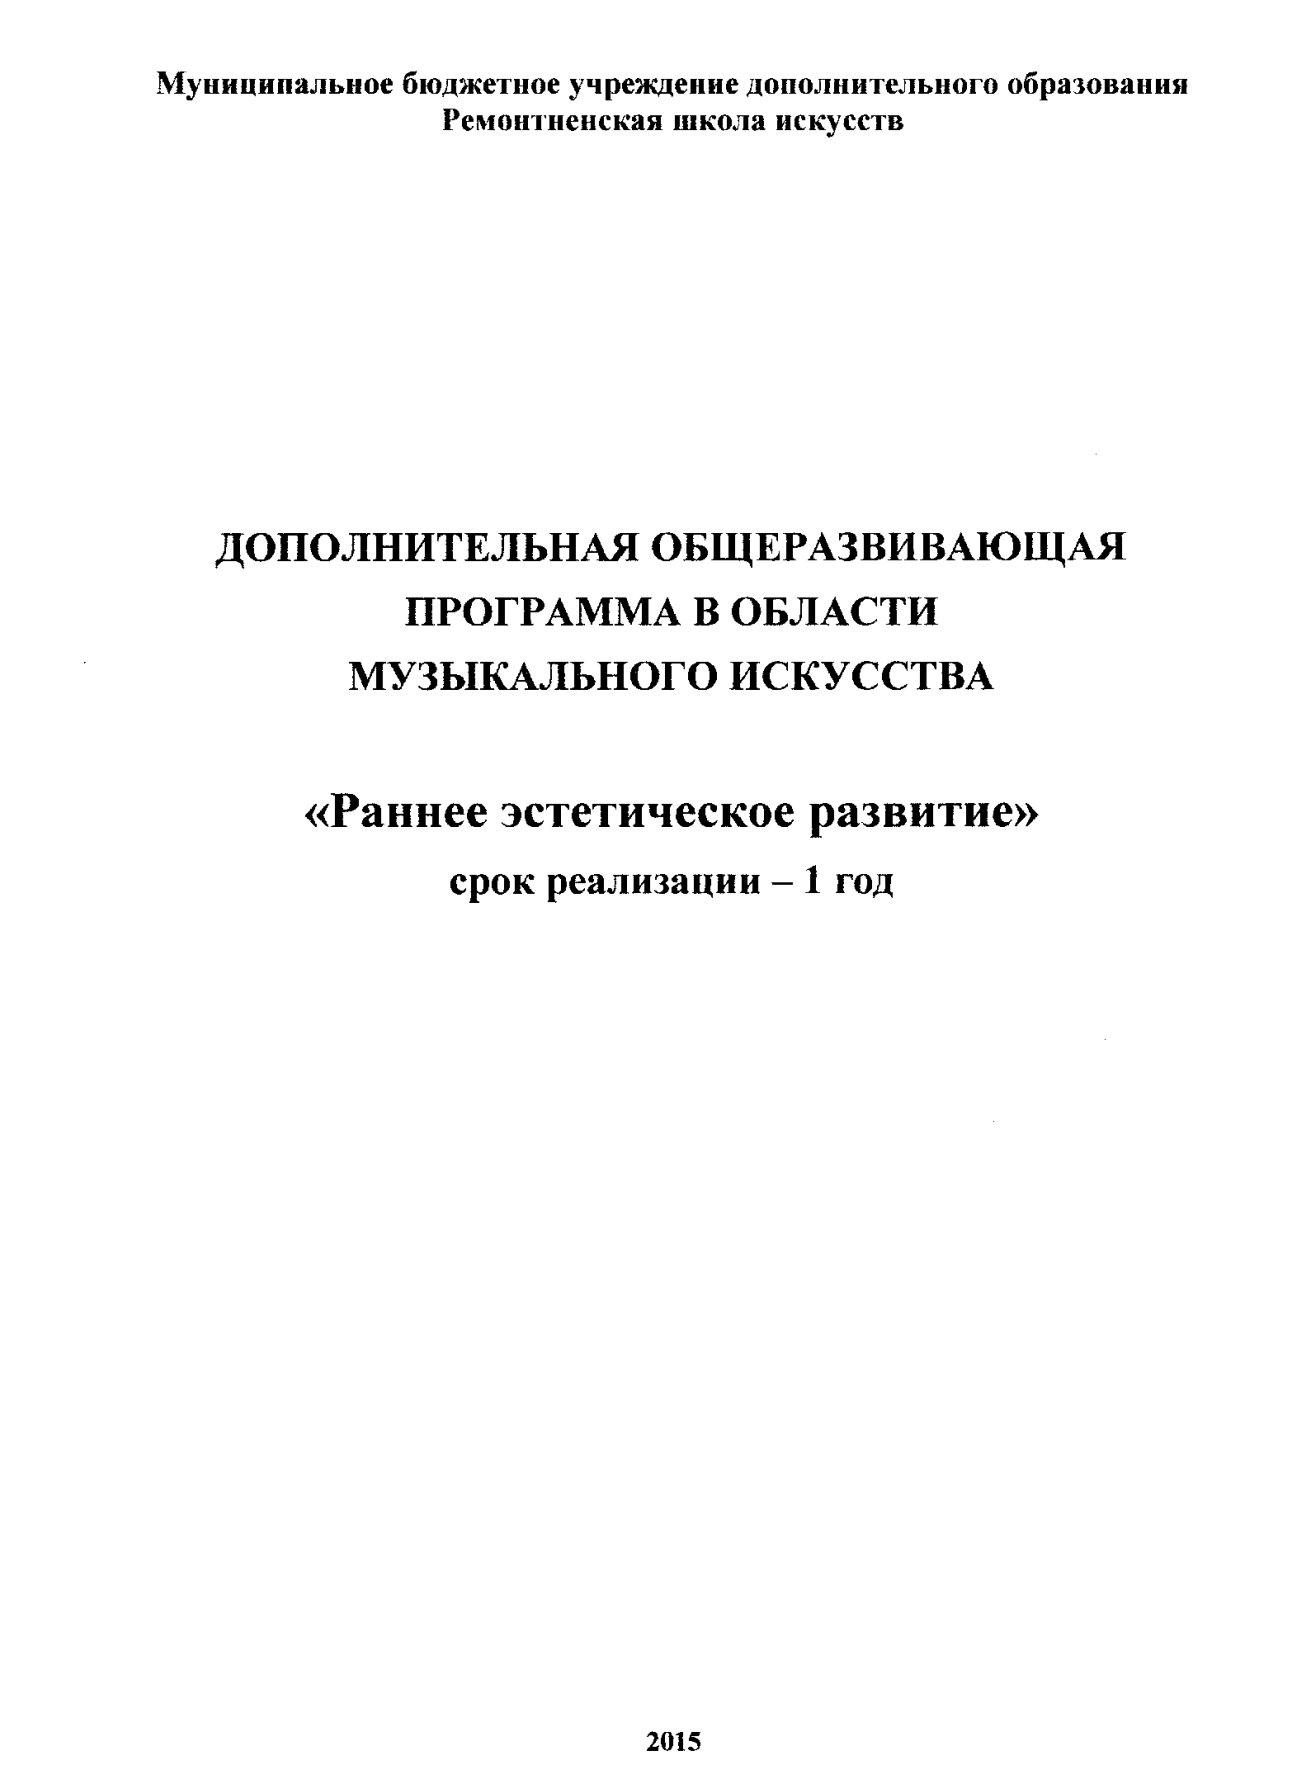 Муниципальное бюджетное учреждение дополнительного образования
Ремонтненская школа искусств
ДОПОЛНИТЕЛЬНАЯ ОБЩЕРАЗВИВАЮЩАЯ
ПРОГРАММА В ОБЛАСТИ
МУЗЫКАЛЬНОГО ИСКУССТВА
«Раннее эстетическое развитие»
срок реализации – 1 год
2015